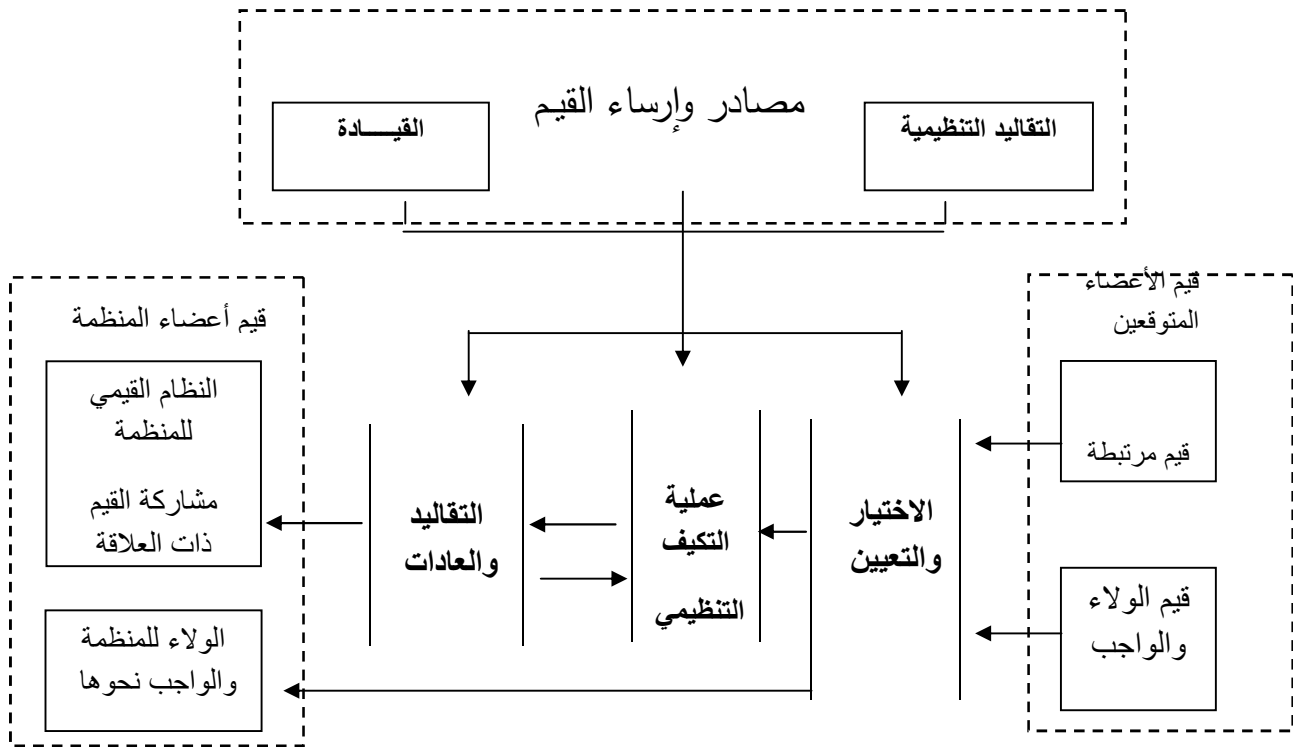 مصادر وإرساء القيم
التقاليد التنظيمية
القيـــــادة
قيم الأعضاء
المتوقعين
قيم مرتبطة
قيم الولاء
والواجب
الاختيار
والتعيين
عملية
التكيف
التنظيمي
التقاليد
والعادات
قيم أعضاء المنظمة
النظام القيمي
للمنظمة
مشاركة القيم
ذات العلاقة
الولاء للمنظمة
والواجب نحوها